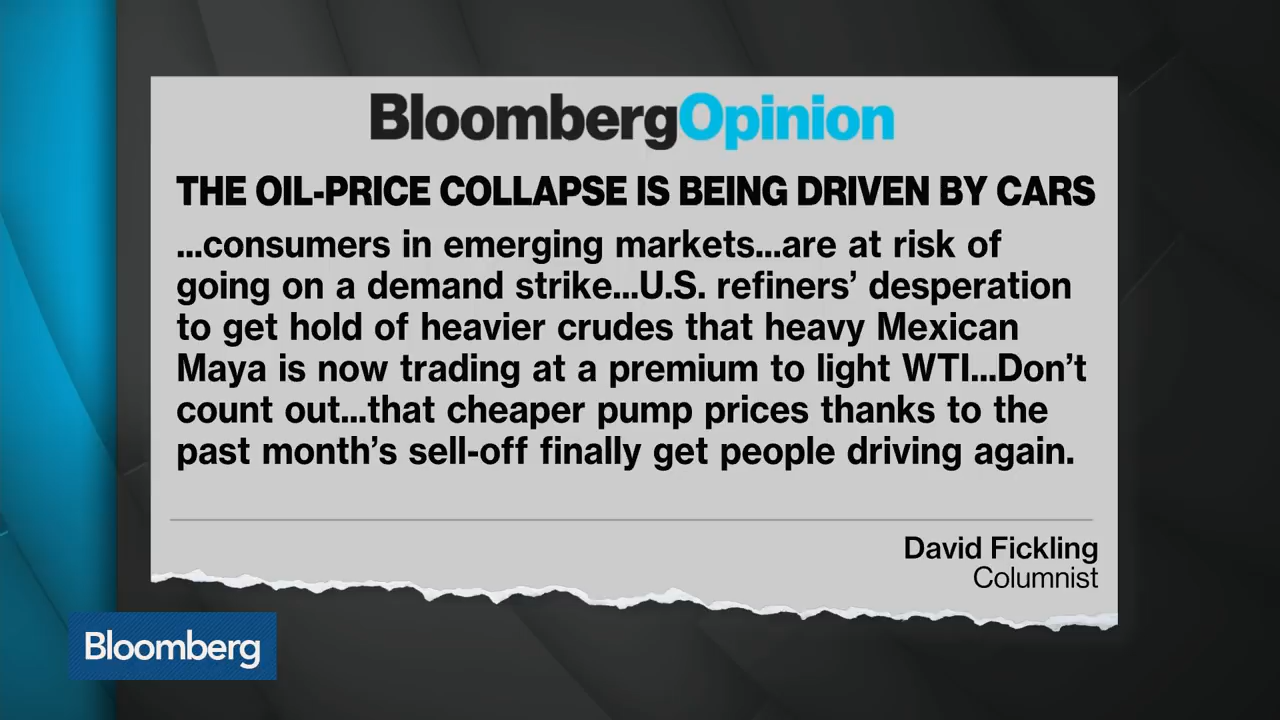 BloombergOpinion
THE OIL-PRICE COLLAPSE IS BEING DRIVEN BY CARS
...consumers in emerging markets...are at risk of
going on a demand strike...U.S. refiners’ desperation
to get hold of heavier crudes that heavy Mexican
Maya is now trading at a premium to light WTI...Don’t
count out...that cheaper pump prices thanks to the
past month’s sell-off finally get people driving again.
David Fickling
Columnist
Bloomberg